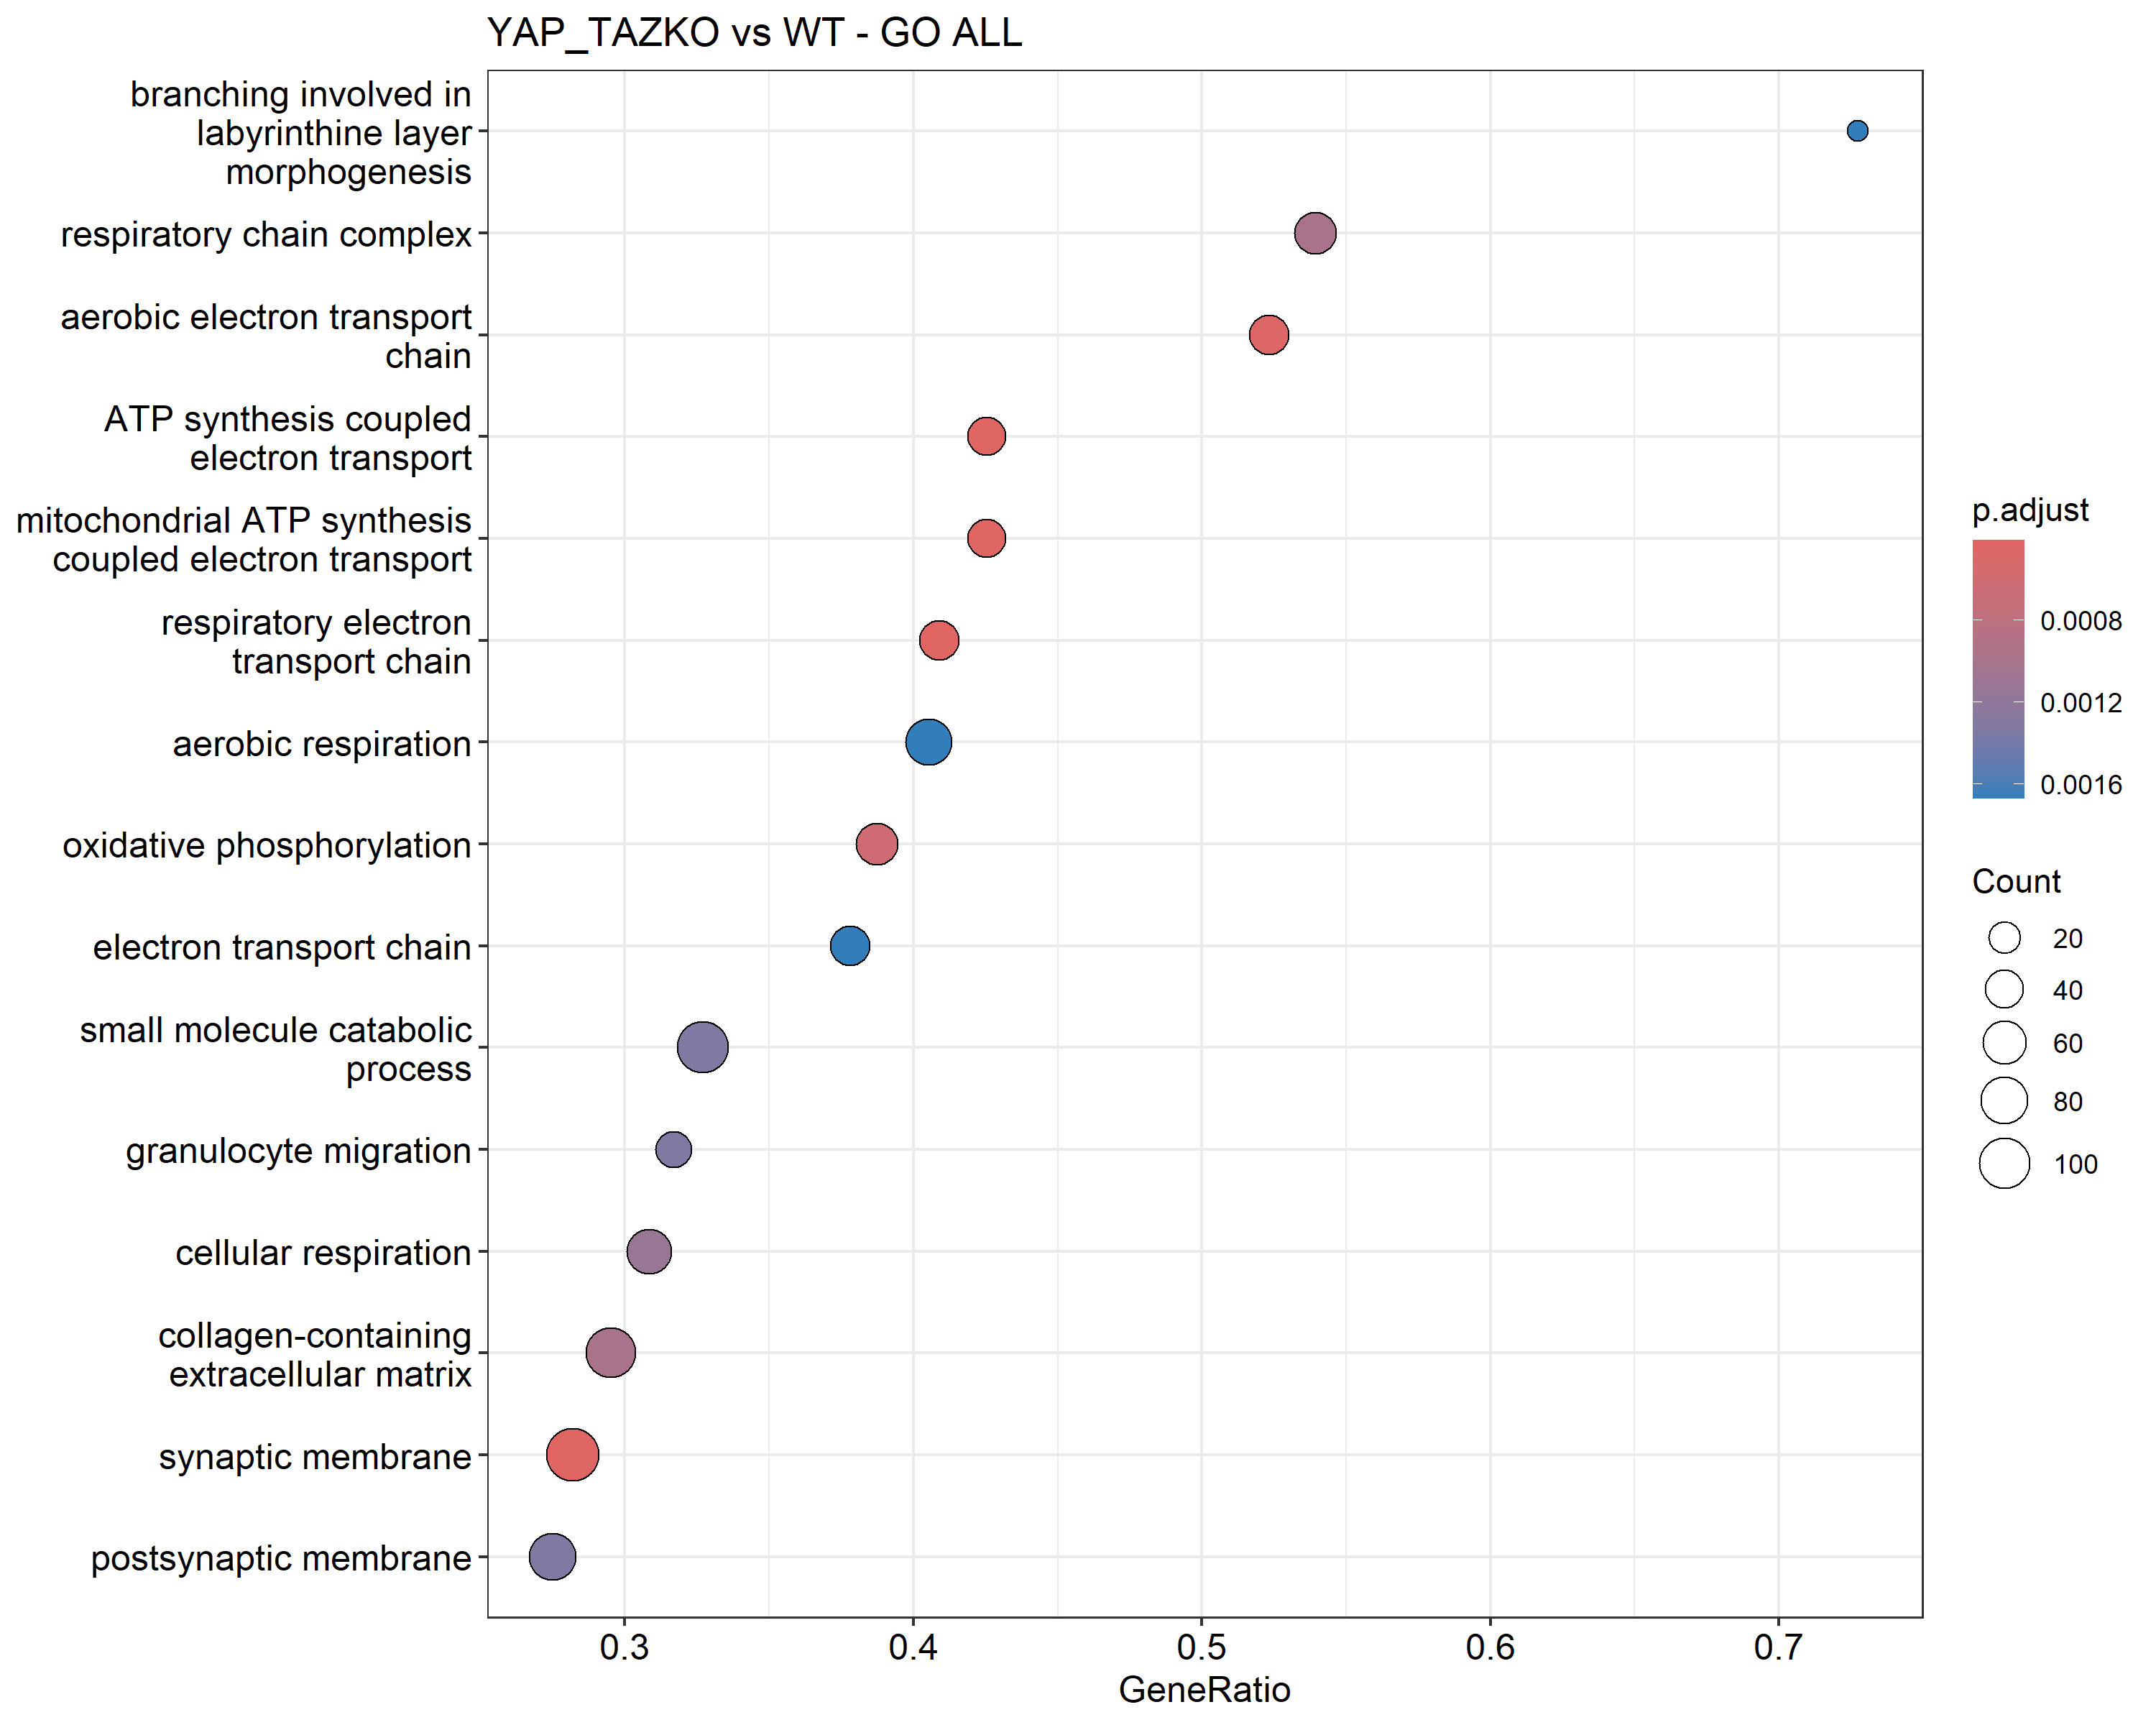 YAP_TAZKO vs WT - GO ALL
branching involved in
labyrinthine layer
morphogenesis
respiratory chain complex
aerobic electron transport
chain
ATP synthesis coupled
electron transport
mitochondrial ATP synthesis
coupled electron transport
respiratory electron
transport chain
aerobic respiration
oxidative phosphorylation
electron transport chain
small molecule catabolic
process
granulocyte migration
cellular respiration
collagen-containing
extracellular matrix
synaptic membrane
postsynaptic membrane
0.3 0.4 0.5 0.6 0.7
GeneRatio
p.adjust
0.0008
0.0012
0.0016
Count
20
40
60
80
100